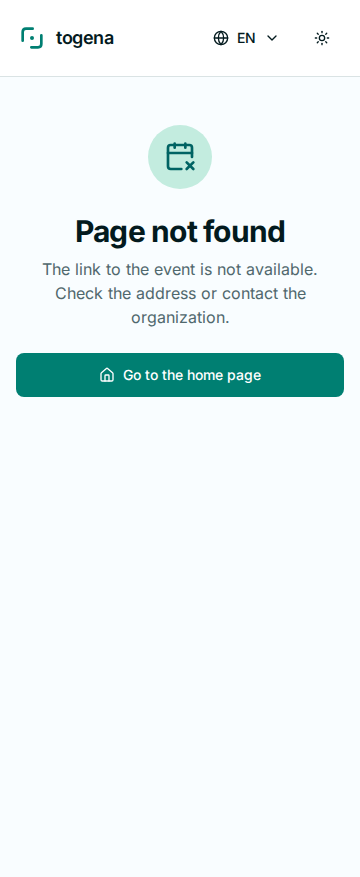 togena
EN
Page not found
The link to the event is not available.
Check the address or contact the
organization.
Go to the home page